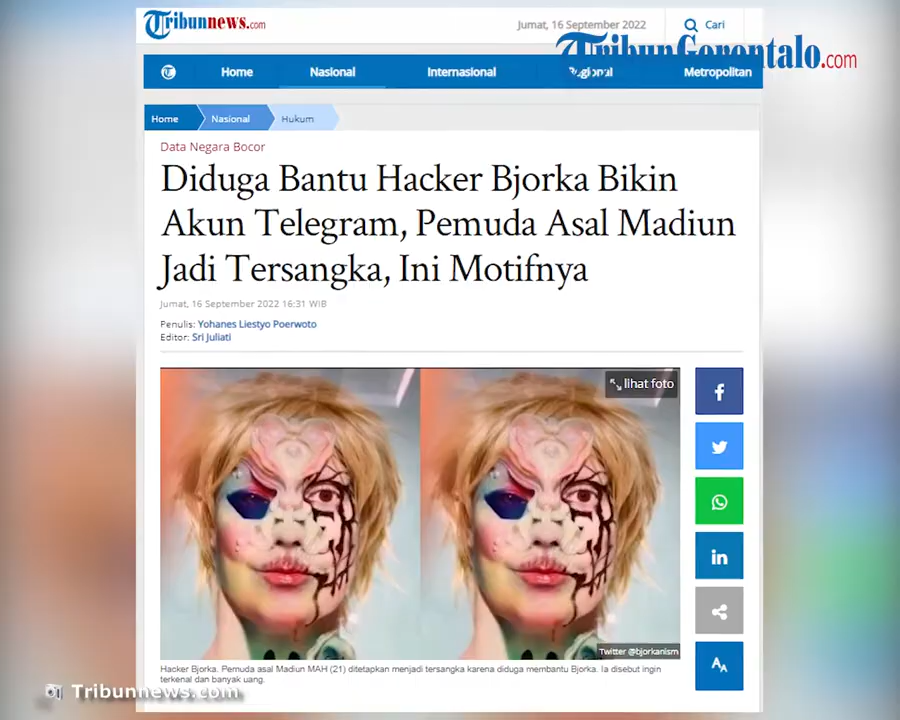 Tribunnews.com
Jumat, 16 September 2022
Cari
TribunGorontalo.com
Home
Nasional
Internasional
Regional
Metropolitan
Home
Nasional
Hukum
Data Negara Bocor
Diduga Bantu Hacker Bjorka Bikin
Akun Telegram, Pemuda Asal Madiun
Jadi Tersangka, Ini Motifnya
Jumat, 16 September 2022 16:31 WIB
Penulis: Yohanes Liestyo Poerwoto
Editor: Sri Juliati
lihat foto
Twitter @bjorkanism
Hacker Bjorka. Pemuda asal Madiun MAH (21) ditetapkan menjadi tersangka karena diduga membantu Bjorka. Ia disebut ingin
terkenal dan banyak uang.
Tribunnews.com